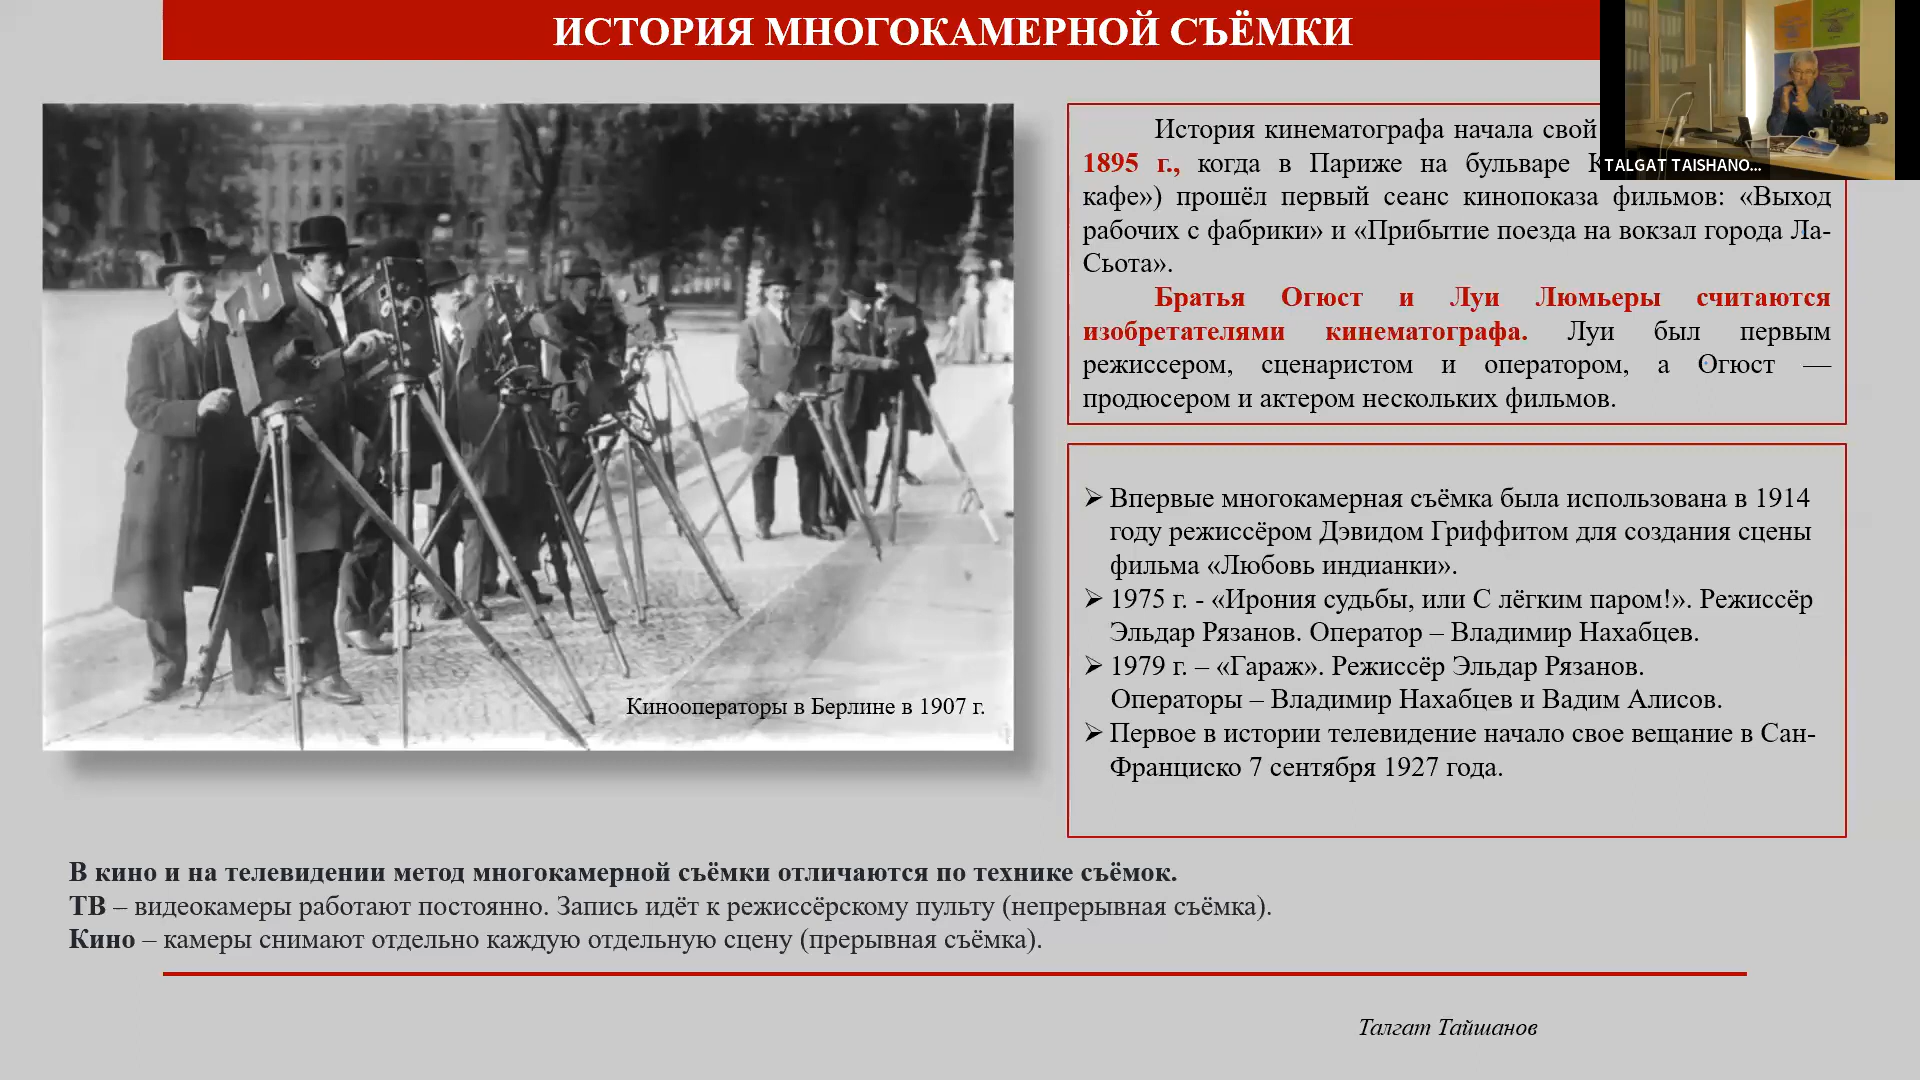 ИСТОРИЯ МНОГОКАМЕРНОЙ СЪЁМКИ
TALGAT TAISHANO...
История кинематографа начала свой
1895 г., когда в Париже на бульваре
кафе») прошёл первый сеанс кинопоказа фильмов: «Выход
рабочих с фабрики» и «Прибытие поезда на вокзал города Ла-
Сьота».
Братья Огюст и Луи Люмьеры считаются
изобретателями кинематографа. Луи был первым
режиссером, сценаристом и оператором, а Огюст —
продюсером и актером нескольких фильмов.
Кинооператоры в Берлине в 1907 г.
⮚ Впервые многокамерная съёмка была использована в 1914
году режиссёром Дэвидом Гриффитом для создания сцены
фильма «Любовь индианки».
⮚ 1975 г. - «Ирония судьбы, или С лёгким паром!». Режиссёр
Эльдар Рязанов. Оператор – Владимир Нахабцев.
⮚ 1979 г. – «Гараж». Режиссёр Эльдар Рязанов.
Операторы – Владимир Нахабцев и Вадим Алисов.
⮚ Первое в истории телевидение начало свое вещание в Сан-
Франциско 7 сентября 1927 года.
В кино и на телевидении метод многокамерной съёмки отличаются по технике съёмок.
ТВ – видеокамеры работают постоянно. Запись идёт к режиссёрскому пульту (непрерывная съёмка).
Кино – камеры снимают отдельно каждую отдельную сцену (прерывная съёмка).
Талгат Тайшанов